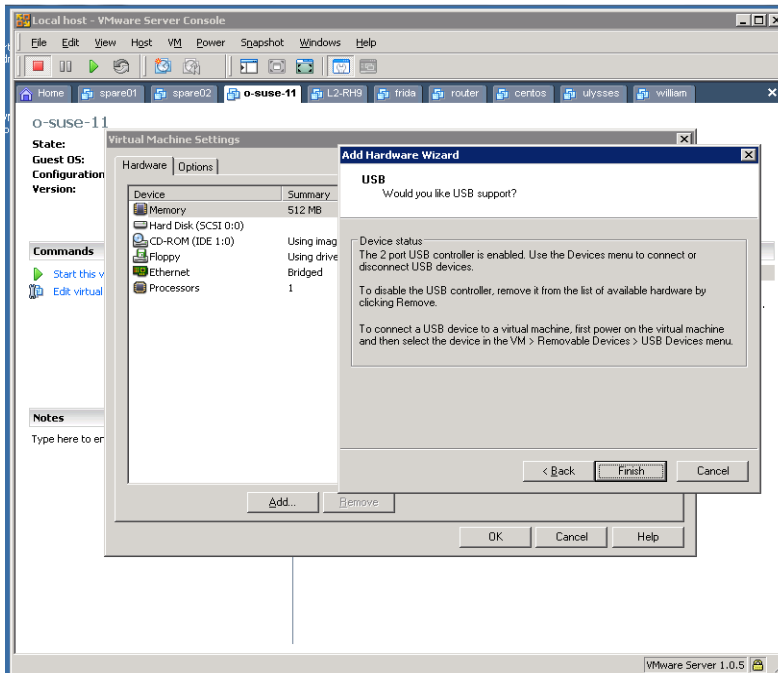 Local host - VMware Server Console
File Edit View Host VM Power Snapshot Windows Help
Home spare01 spare02 o-suse-11 L2-RH9 frida router centos ulysses william
o-suse-11
State:
Guest OS:
Configuration
Version:
Commands
Start this v
Edit virtual
Notes
Type here to er
Virtual Machine Settings
Hardware Options
Device Summary
Memory 512 MB
Hard Disk (SCSI 0:0)
CD-ROM (IDE 1:0) Using imag
Floppy Using drive
Ethernet Bridged
Processors 1
Add... Remove
OK Cancel Help
Add Hardware Wizard
USB
Would you like USB support?
Device status
The 2 port USB controller is enabled. Use the Devices menu to connect or
disconnect USB devices.
To disable the USB controller, remove it from the list of available hardware by
clicking Remove.
To connect a USB device to a virtual machine, first power on the virtual machine
and then select the device in the VM > Removable Devices > USB Devices menu.
< Back Finish Cancel
VMware Server 1.0.5